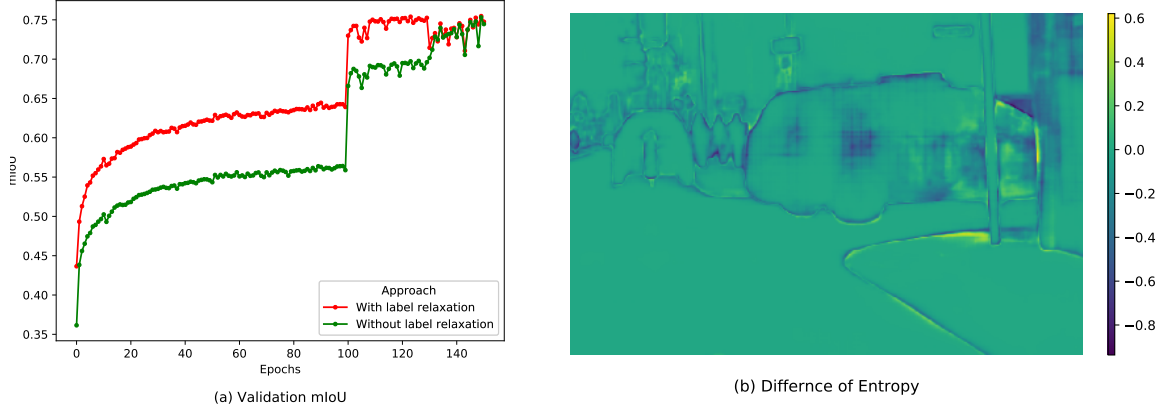 0.75
0.70
0.65
0.60
0.55
0.50
0.45
0.40
0.35
mIoU
0 20 40 60 80 100 120 140
Epochs
Approach
With label relaxation
Without label relaxation
(a) Validation mIoU
0.6
0.4
0.2
0.0
−0.2
−0.4
−0.6
−0.8
(b) Differnce of Entropy